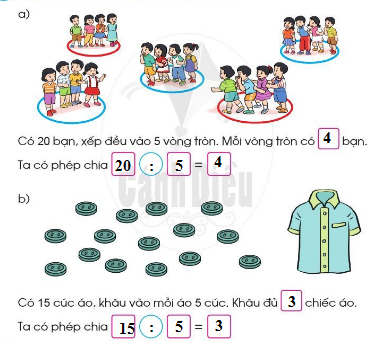 a)
Có 20 bạn, xếp đều vào 5 vòng tròn. Mỗi vòng tròn có 4 bạn.
Ta có phép chia 20 : 5 = 4
Cánh Diều
b)
Có 15 cúc áo, khâu vào mỗi áo 5 cúc. Khâu đủ 3 chiếc áo.
Ta có phép chia 15 : 5 = 3